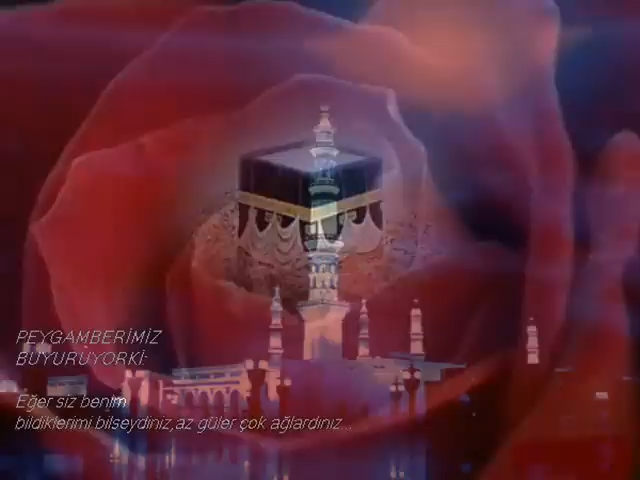 PEYGAMBERİMİZ
BUYURUYORKİ:
Eğer siz benim
bildiklerimi bilseydiniz,az güler çok ağlardınız...